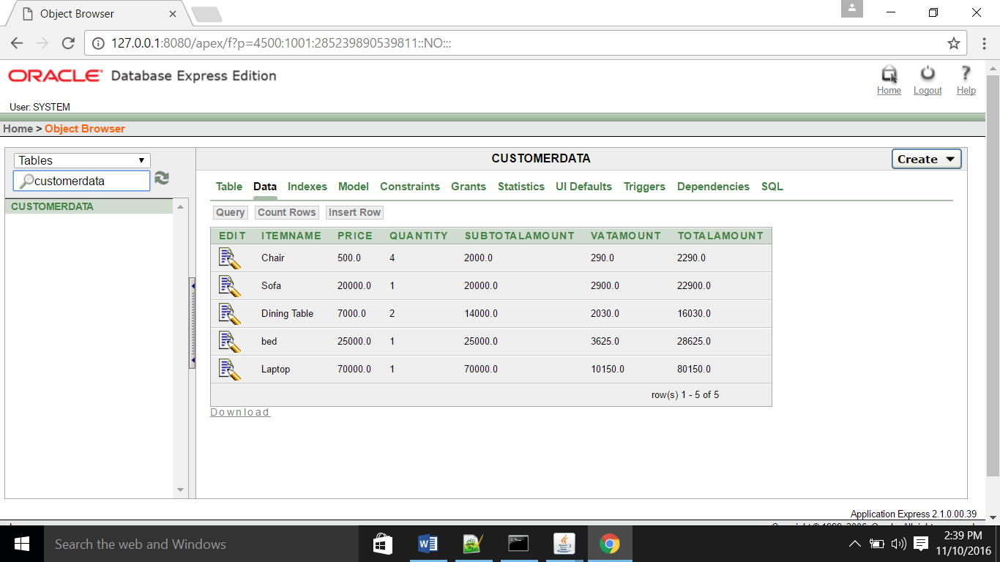 Object Browser
127.0.0.1:8080/apex/f?p=4500:1001:285239890539811::NO:::
ORACLE Database Express Edition
Home Logout Help
User: SYSTEM
Home > Object Browser
Tables
customerdata
CUSTOMERDATA
CUSTOMERDATA
Create
Table Data Indexes Model Constraints Grants Statistics UI Defaults Triggers Dependencies SQL
Query Count Rows Insert Row
EDIT ITEMNAME PRICE QUANTITY SUBTOTALAMOUNT VATAMOUNT TOTALAMOUNT
Chair 500.0 4 2000.0 290.0 2290.0
Sofa 20000.0 1 20000.0 2900.0 22900.0
Dining Table 7000.0 2 14000.0 2030.0 16030.0
bed 25000.0 1 25000.0 3625.0 28625.0
Laptop 70000.0 1 70000.0 10150.0 80150.0
row(s) 1 - 5 of 5
Download
Application Express 2.1.0.00.39
Search the web and Windows
2:39 PM
11/10/2016